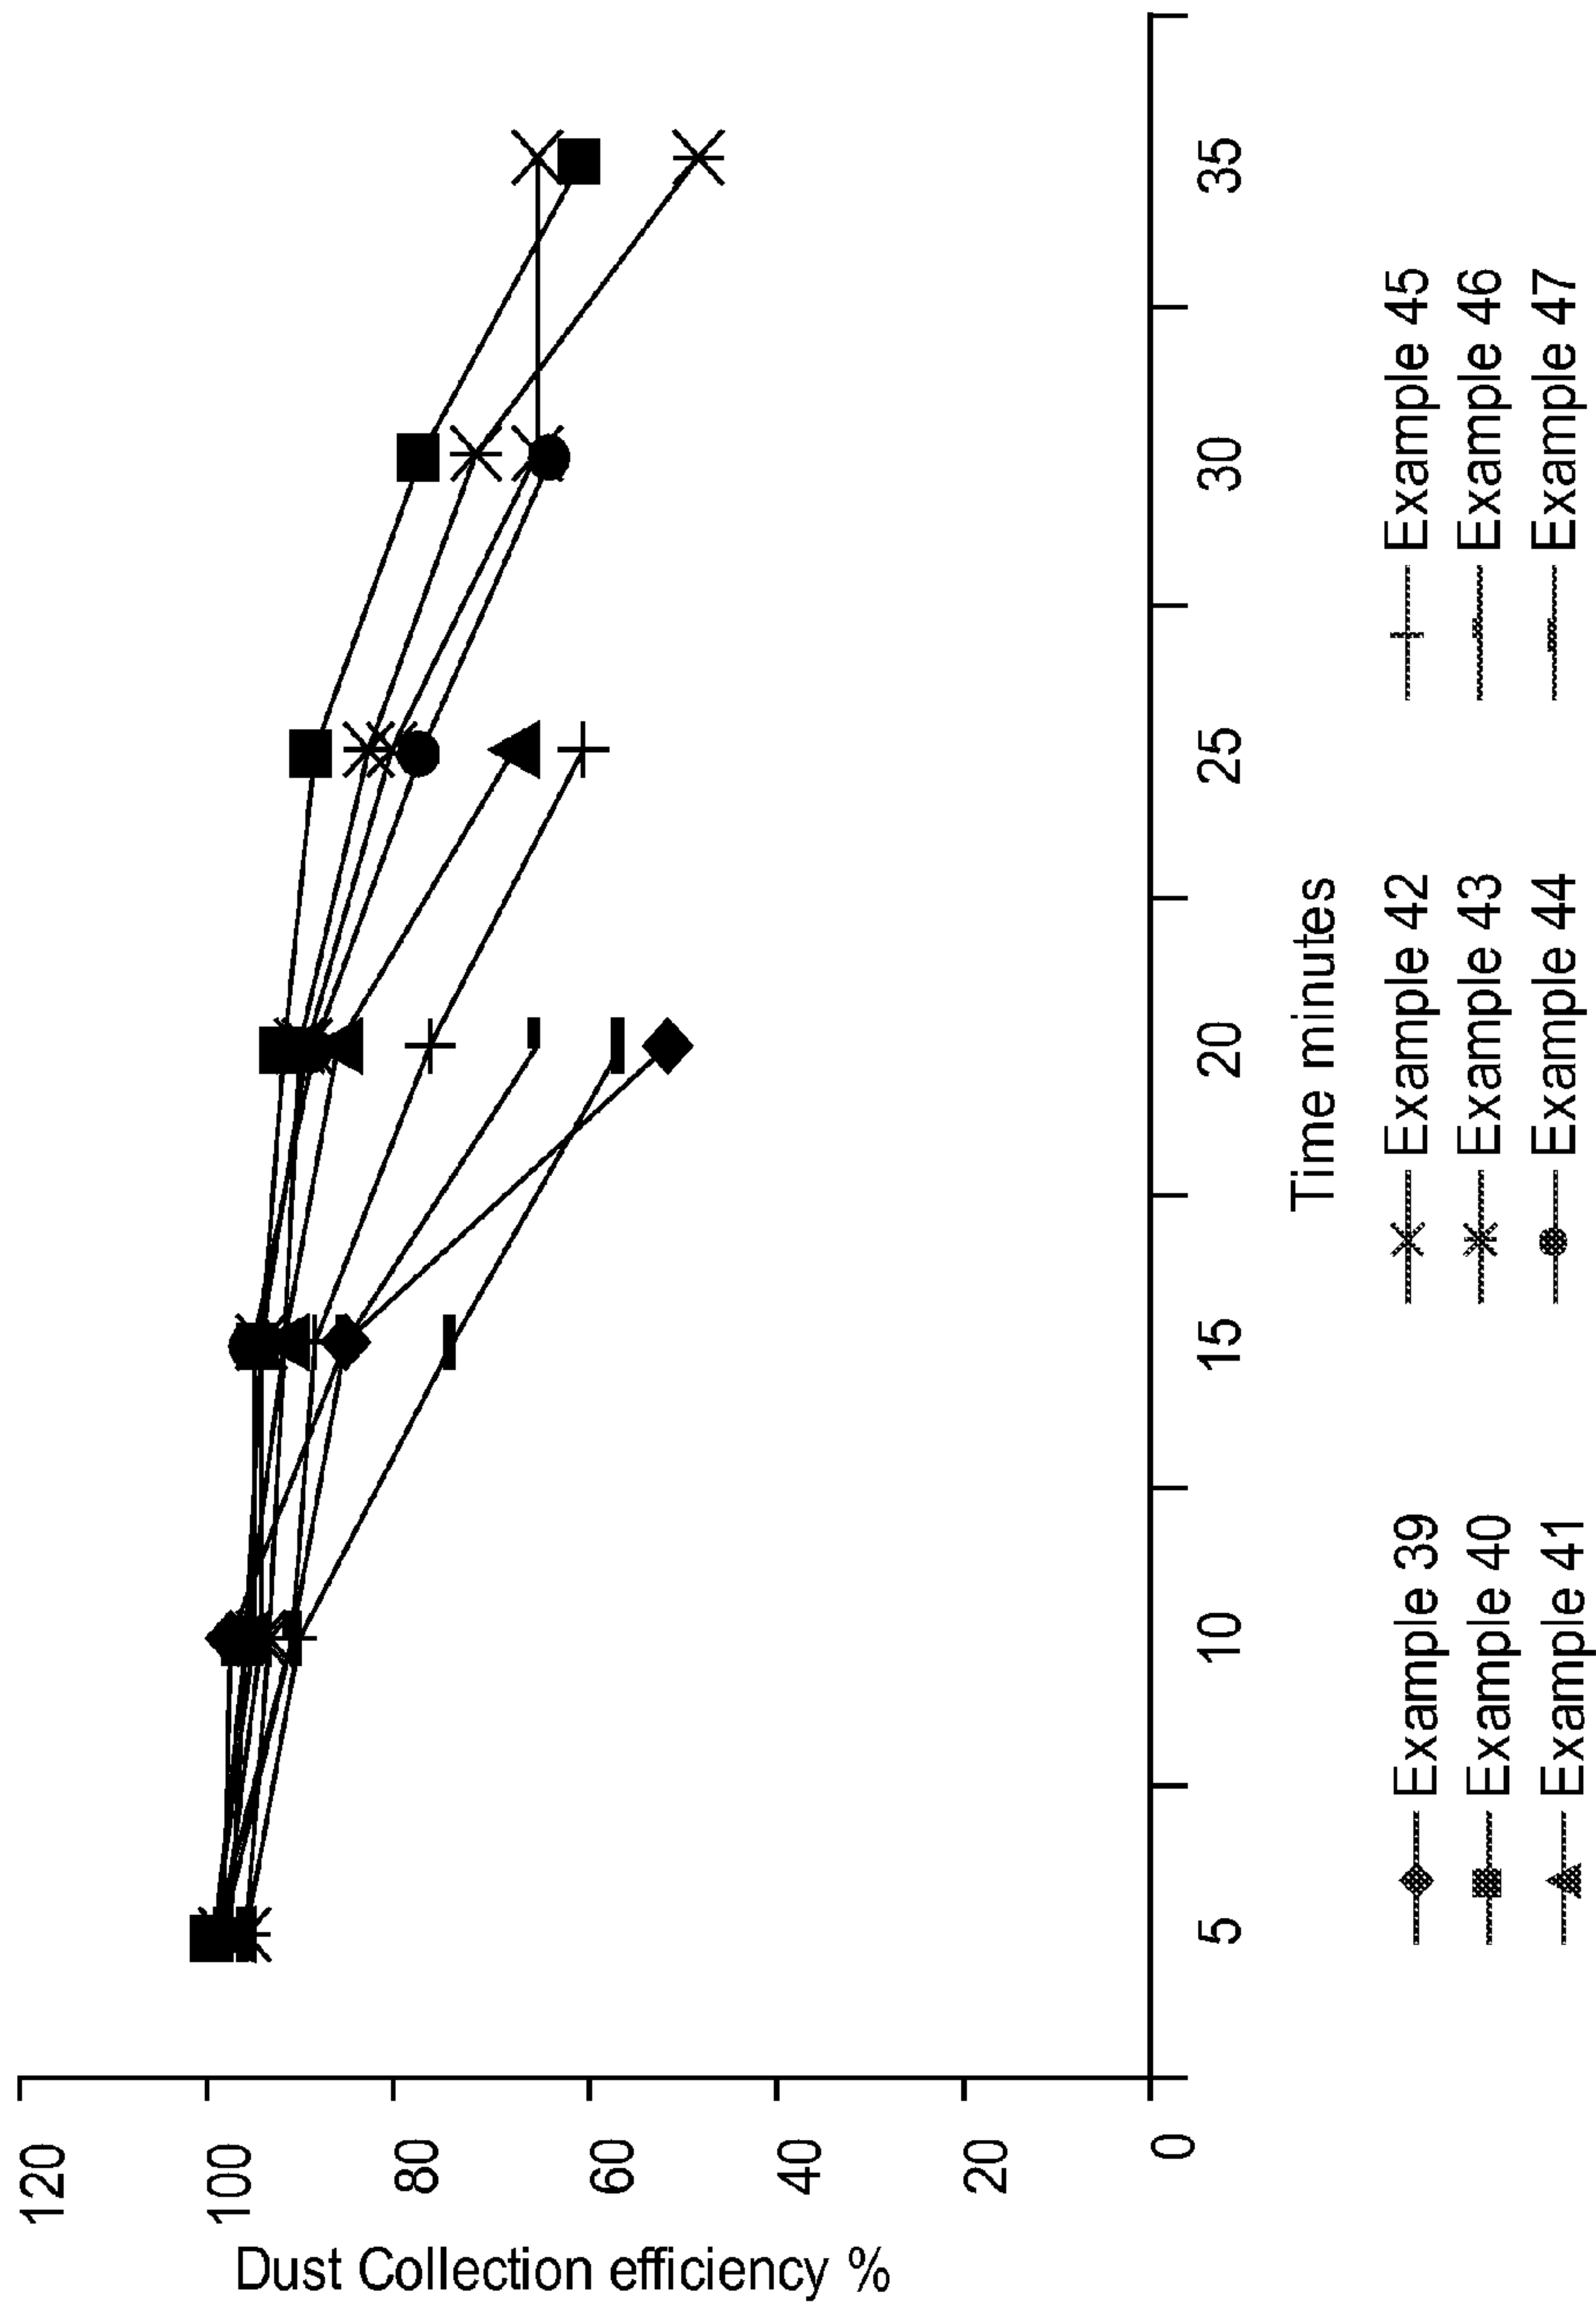 120
100
80
60
40
20
0
Dust Collection efficiency %
5
10
15
20
25
30
35
Time minutes
Example 39
Example 42
Example 45
Example 40
Example 43
Example 46
Example 41
Example 44
Example 47